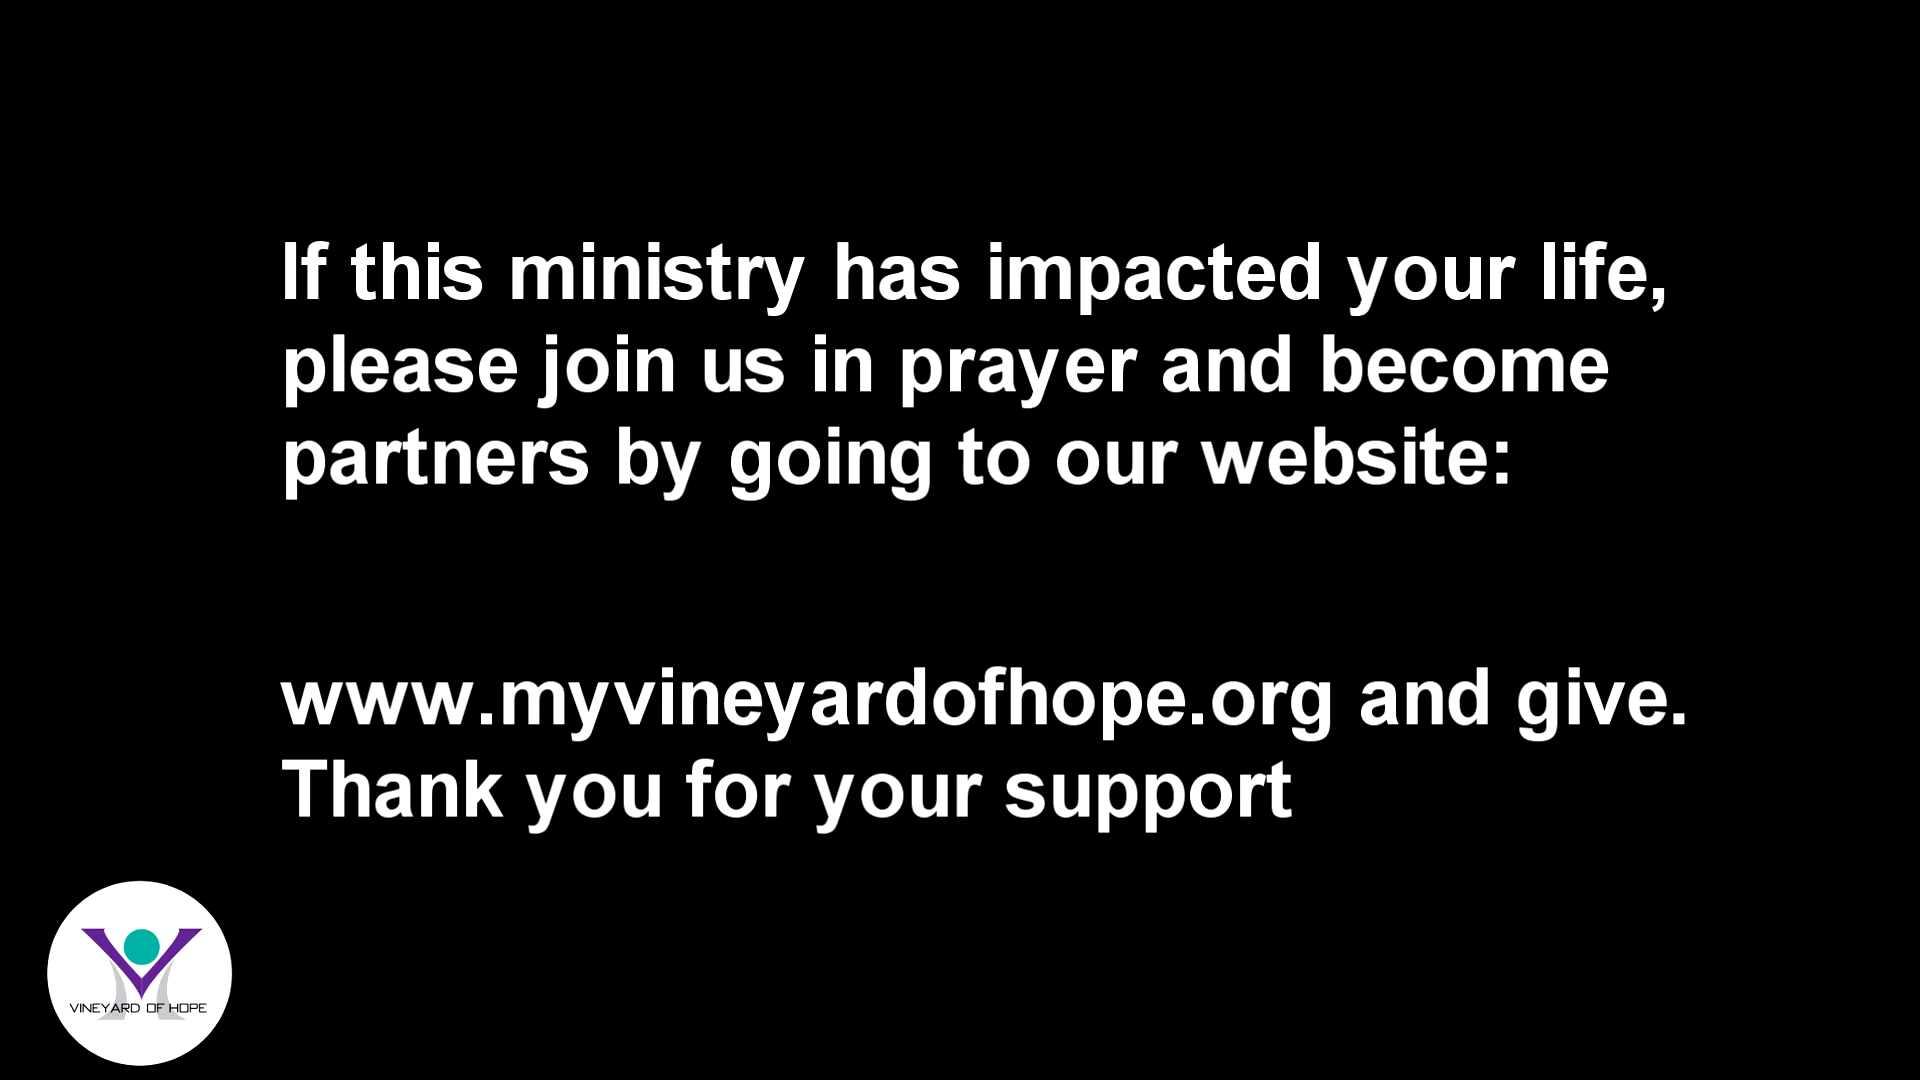 If this ministry has impacted your life,
please join us in prayer and become
partners by going to our website:
www.myvineyardofhope.org and give.
Thank you for your support
VINEYARD OF HOPE